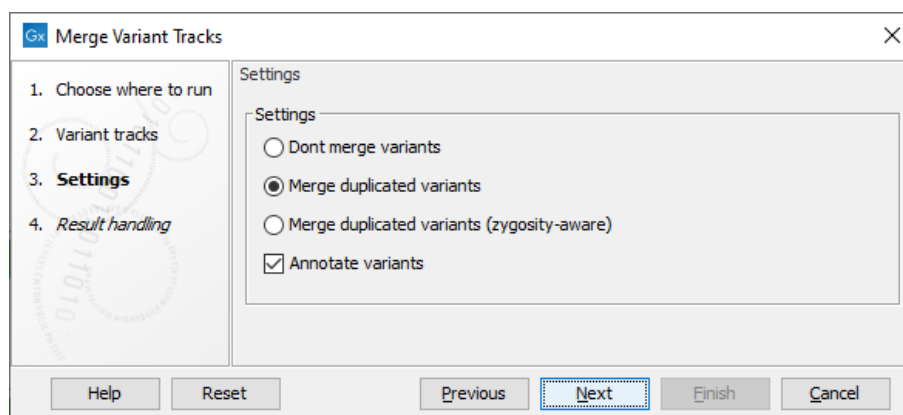 Gx Merge Variant Tracks
1. Choose where to run
2. Variant tracks
3. Settings
4. Result handling
Settings
Settings
Dont merge variants
Merge duplicated variants
Merge duplicated variants (zygosity-aware)
Annotate variants
Help Reset Previous Next Finish Cancel